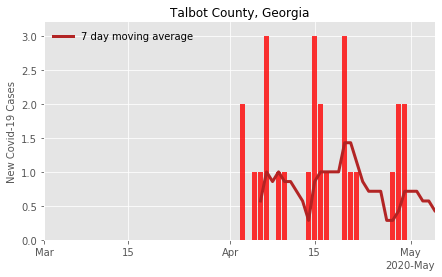 Talbot County, Georgia
7 day moving average
New Covid-19 Cases
3.0
2.5
2.0
1.5
1.0
0.5
0.0
Mar 15 Apr 15 May
2020-May